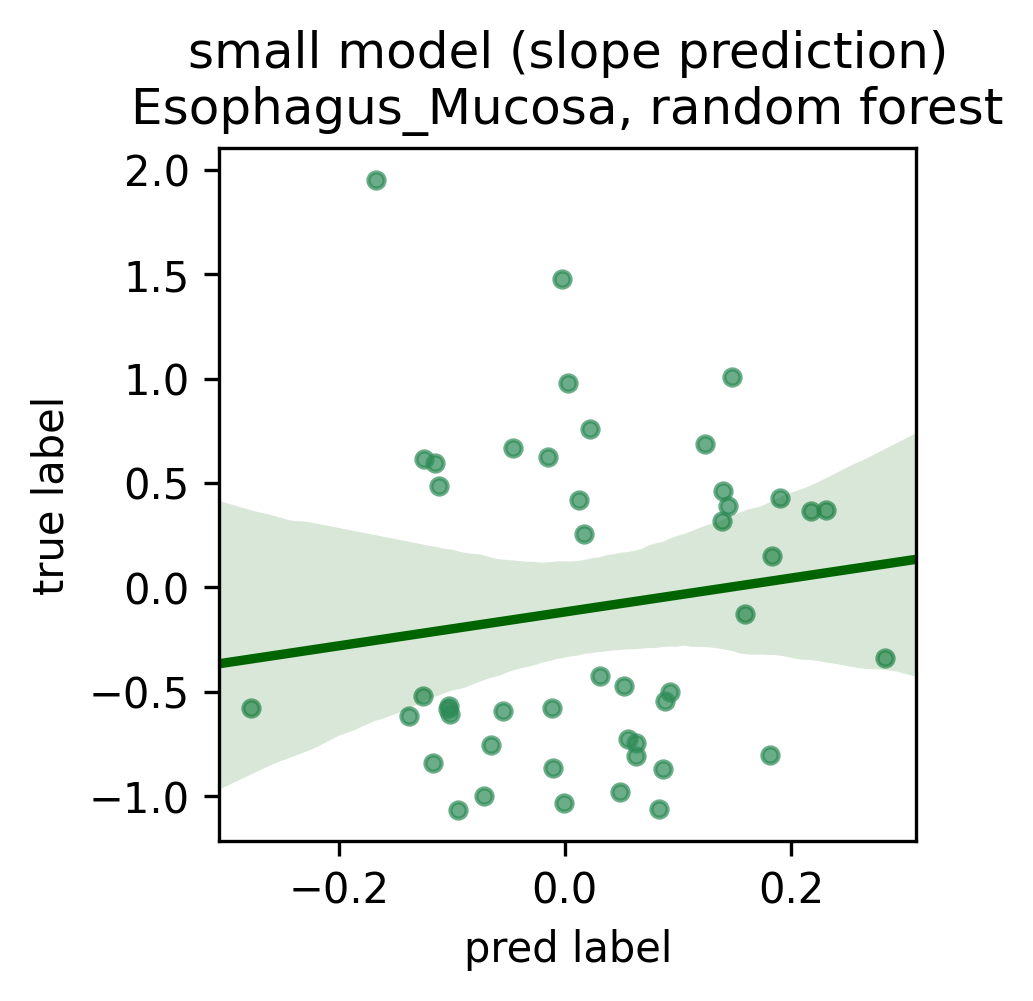 small model (slope prediction)
Esophagus_Mucosa, random forest
2.0
1.5
1.0
0.5
0.0
−0.5
−1.0
true label
−0.2
0.0
0.2
pred label